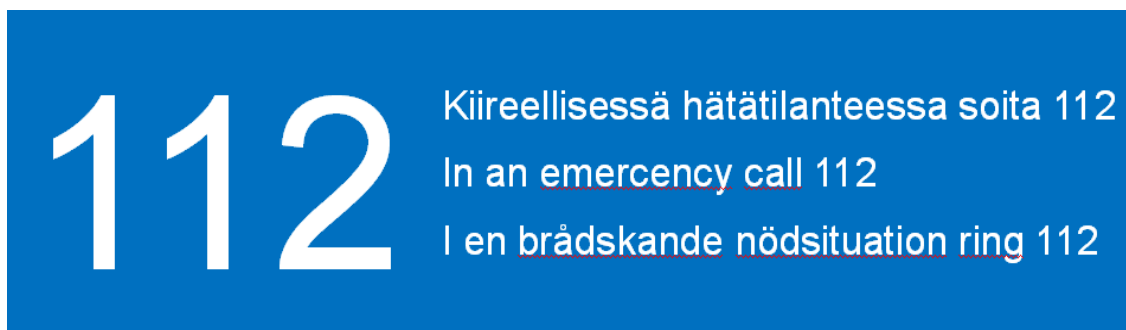 112
Kiireellisessä hätätilanteessa soita 112
In an emercency call 112
I en brådskande nödsituation ring 112